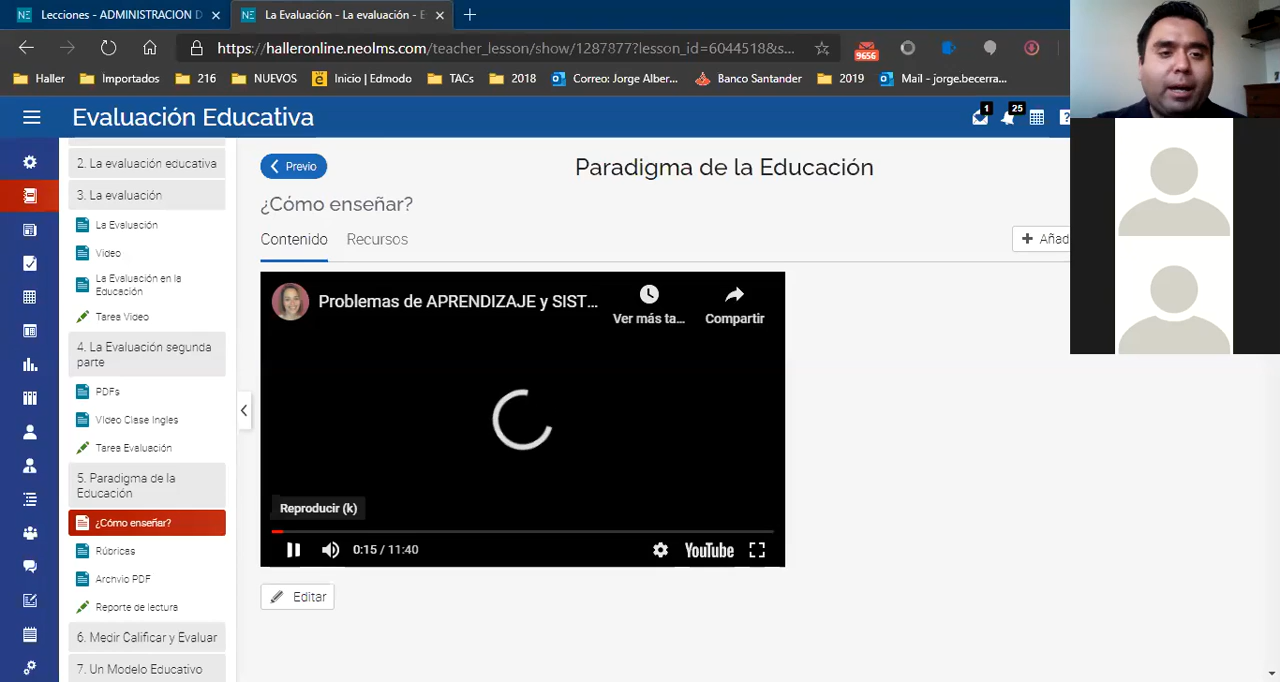 NE Lecciones - ADMINISTRACION D
NE La Evaluación - La evaluación - E
https://halleronline.neolms.com/teacher_lesson/show/1287877?lesson_id=6044518&s...
9656
Haller
Importados
216
NUEVOS
Inicio | Edmodo
TACs
2018
Correo: Jorge Alber...
Banco Santander
2019
Mail - jorge.becerra...
Evaluación Educativa
1
25
?
2. La evaluación educativa
3. La evaluación
La Evaluación
Video
La Evaluación en la
Educación
Tarea Video
4. La Evaluación segunda
parte
PDFs
Video Clase Ingles
Tarea Evaluación
5. Paradigma de la
Educación
¿Cómo enseñar?
Rúbricas
Archvio PDF
Reporte de lectura
6. Medir Calificar y Evaluar
7. Un Modelo Educativo
Previo
Paradigma de la Educación
¿Cómo enseñar?
Contenido
Recursos
+ Añad
Problemas de APRENDIZAJE y SIST...
Ver más ta...
Compartir
Reproducir (k)
0:15 / 11:40
YouTube
Editar